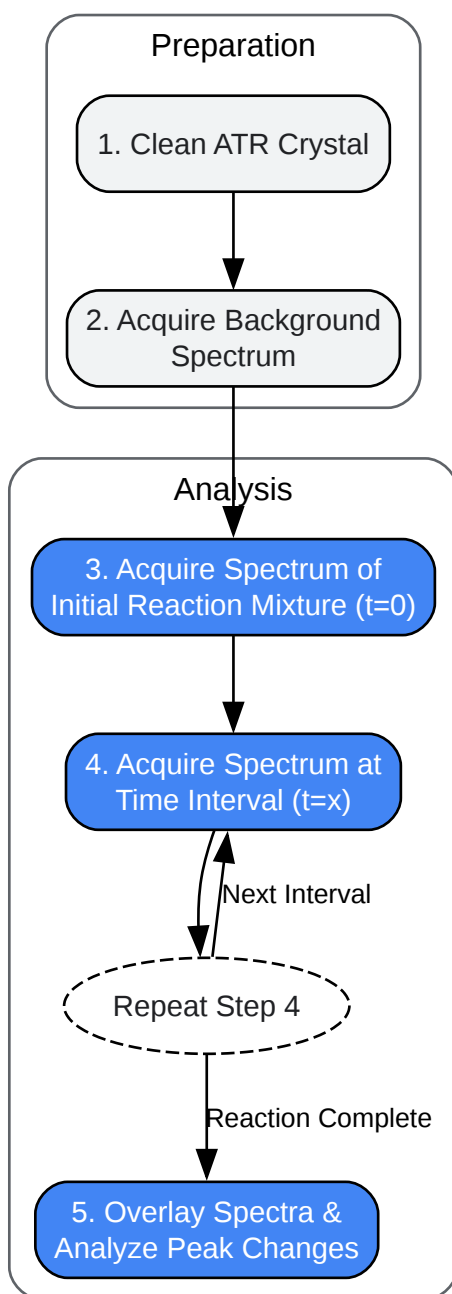 Preparation
1. Clean ATR Crystal
2. Acquire Background
Spectrum
Analysis
3. Acquire Spectrum of
Initial Reaction Mixture (t=0)
4. Acquire Spectrum at
Time Interval (t=x)
Next Interval
Repeat Step 4
Reaction Complete
5. Overlay Spectra &
Analyze Peak Changes